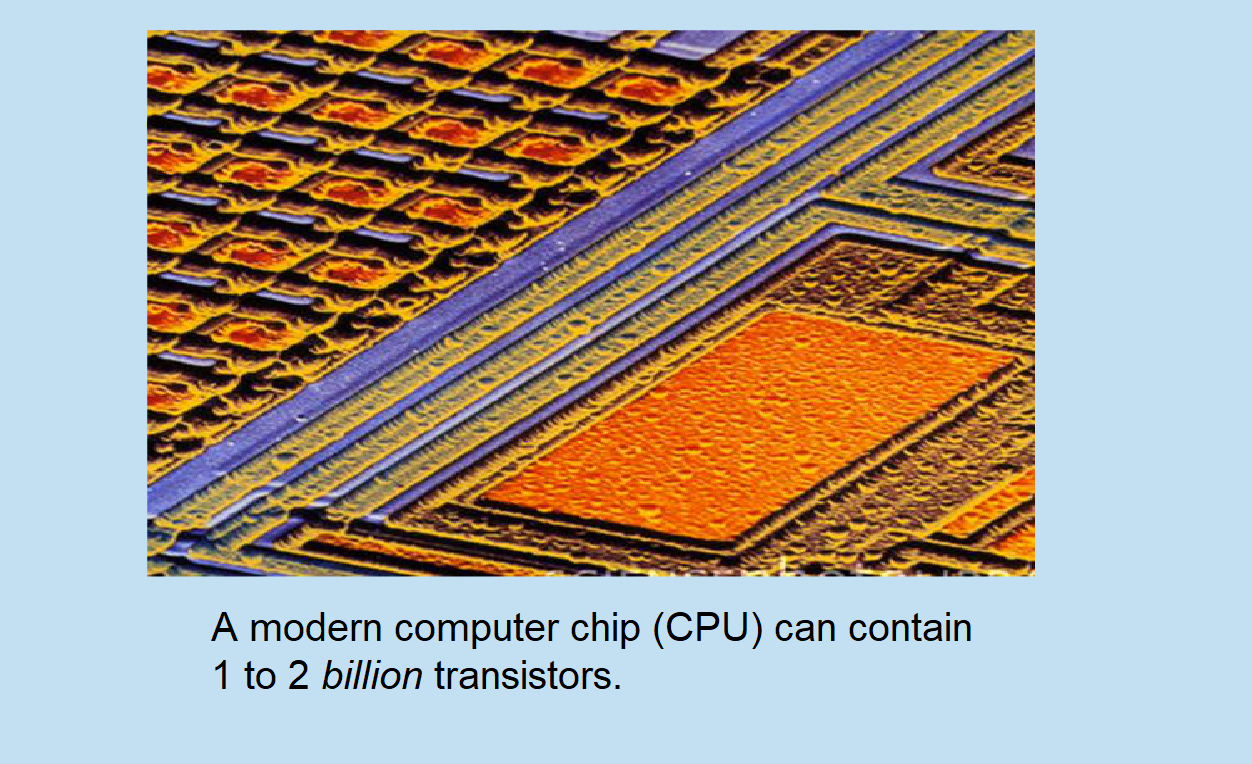 A modern computer chip (CPU) can contain
1 to 2 billion transistors.